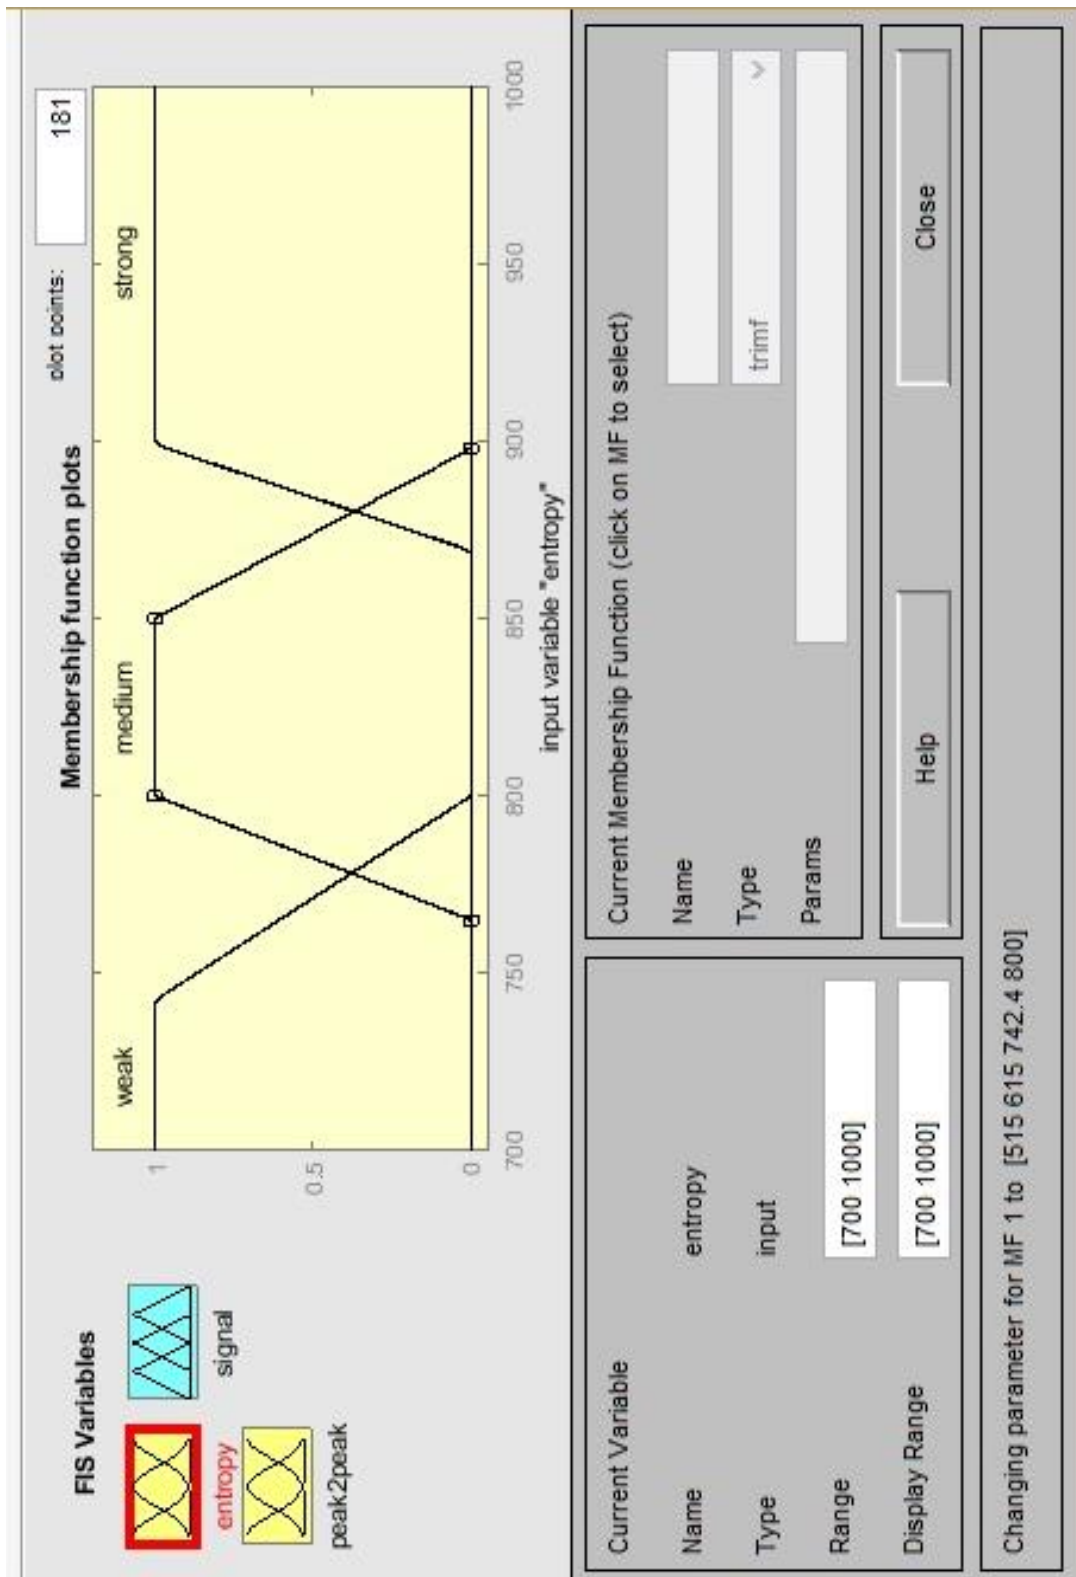 FIS Variables
entropy
signal
peak2peak
Membership function plots
plot points:
181
weak
medium
strong
1
0.5
0
700
750
800
850
900
950
1000
input variable "entropy"
Current Variable
Name
entropy
Type
input
Range
[700 1000]
Display Range
[700 1000]
Current Membership Function (click on MF to select)
Name
Type
trimf
Params
Help
Close
Changing parameter for MF 1 to [515 615 742.4 800]